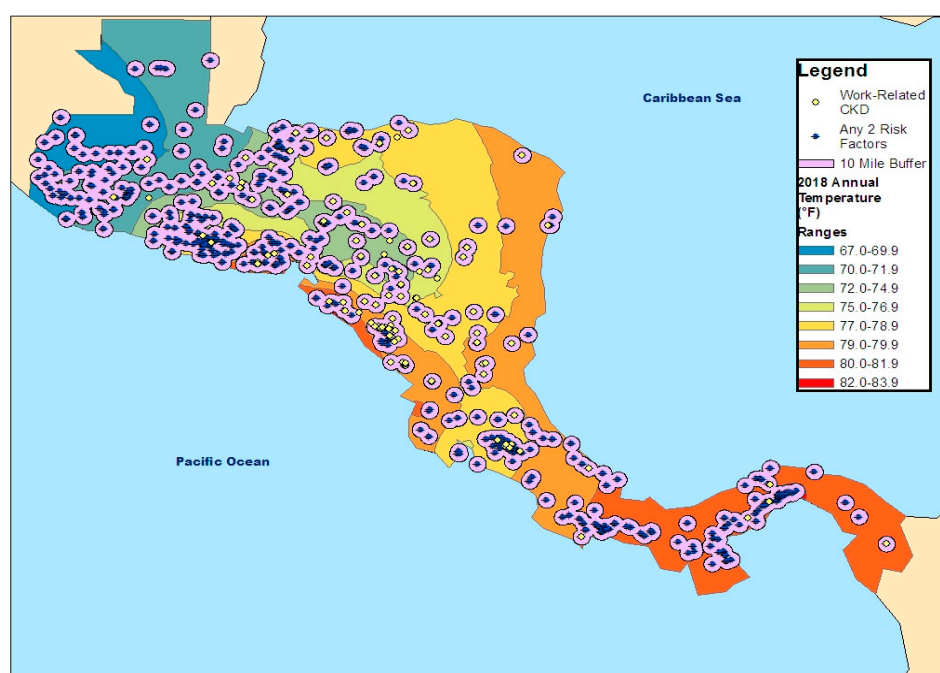 Caribbean Sea
Pacific Ocean
Legend
Work-Related
CKD
Any 2 Risk
Factors
10 Mile Buffer
2018 Annual
Temperature
(°F)
Ranges
67.0-69.9
70.0-71.9
72.0-74.9
75.0-76.9
77.0-78.9
79.0-79.9
80.0-81.9
82.0-83.9